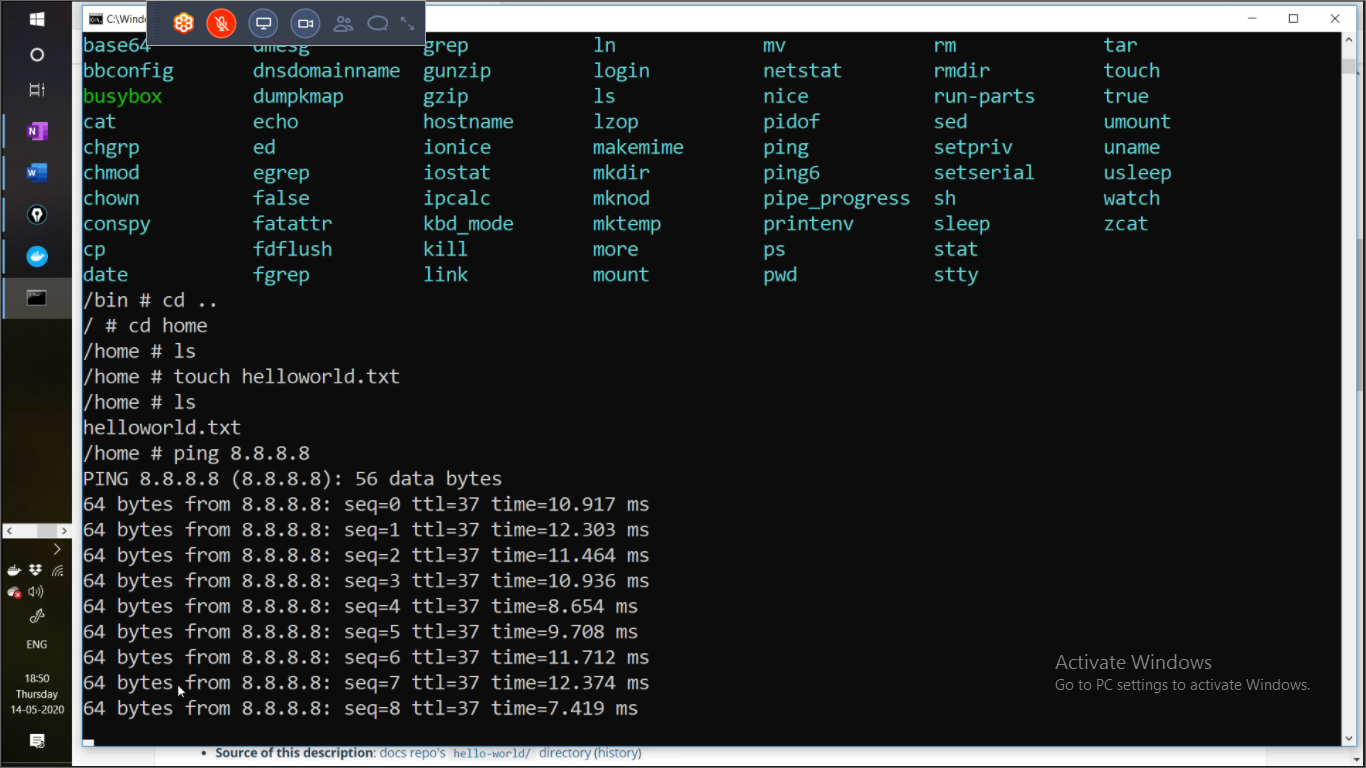 C:\Wind
base64 dmesg grep ln mv rm tar
bbconfig dnsdomainname gunzip login netstat rmdir touch
busybox dumpkmap gzip ls nice run-parts true
cat echo hostname lzop pidof sed umount
chgrp ed ionice makemime ping setpriv uname
chmod egrep iostat mkdir ping6 setserial usleep
chown false ipcalc mknod pipe_progress sh watch
conspy fatattr kbd_mode mktemp printenv sleep zcat
cp fdflush kill more ps stat
date fgrep link mount pwd stty
/bin # cd ..
/ # cd home
/home # ls
/home # touch helloworld.txt
/home # ls
helloworld.txt
/home # ping 8.8.8.8
PING 8.8.8.8 (8.8.8.8): 56 data bytes
64 bytes from 8.8.8.8: seq=0 ttl=37 time=10.917 ms
64 bytes from 8.8.8.8: seq=1 ttl=37 time=12.303 ms
64 bytes from 8.8.8.8: seq=2 ttl=37 time=11.464 ms
64 bytes from 8.8.8.8: seq=3 ttl=37 time=10.936 ms
64 bytes from 8.8.8.8: seq=4 ttl=37 time=8.654 ms
64 bytes from 8.8.8.8: seq=5 ttl=37 time=9.708 ms
64 bytes from 8.8.8.8: seq=6 ttl=37 time=11.712 ms
64 bytes from 8.8.8.8: seq=7 ttl=37 time=12.374 ms
64 bytes from 8.8.8.8: seq=8 ttl=37 time=7.419 ms
Activate Windows
Go to PC settings to activate Windows.
ENG
18:50
Thursday
14-05-2020
• Source of this description: docs repo's hello-world/ directory (history)